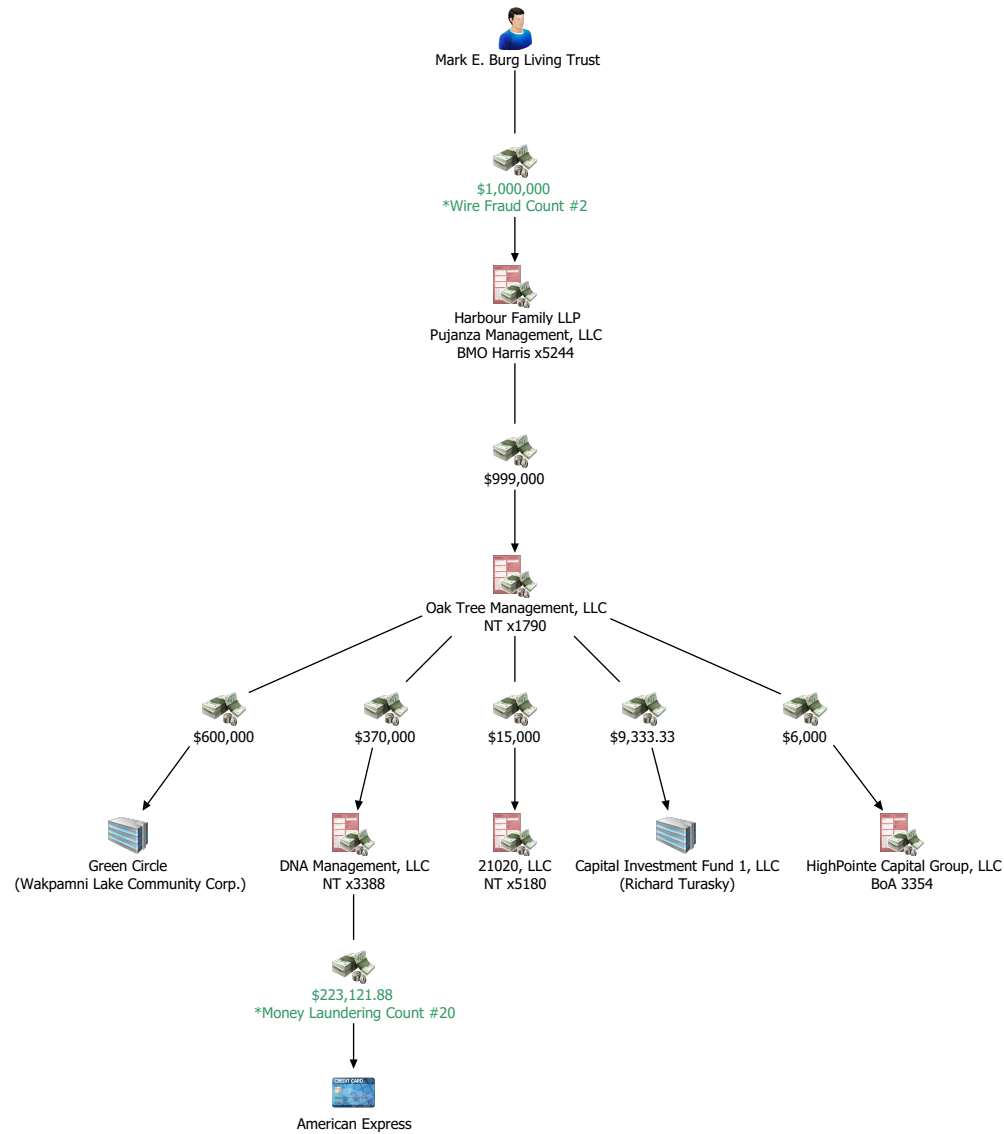 Mark E. Burg Living Trust
$1,000,000
*Wire Fraud Count #2
Harbour Family LLP
Pujanza Management, LLC
BMO Harris x5244
$999,000
Oak Tree Management, LLC
NT x1790
$600,000
$370,000
$15,000
$9,333.33
$6,000
Green Circle
(Wakpamni Lake Community Corp.)
DNA Management, LLC
NT x3388
21020, LLC
NT x5180
Capital Investment Fund 1, LLC
(Richard Turasky)
HighPointe Capital Group, LLC
BoA 3354
$223,121.88
*Money Laundering Count #20
CREDIT CARD
American Express